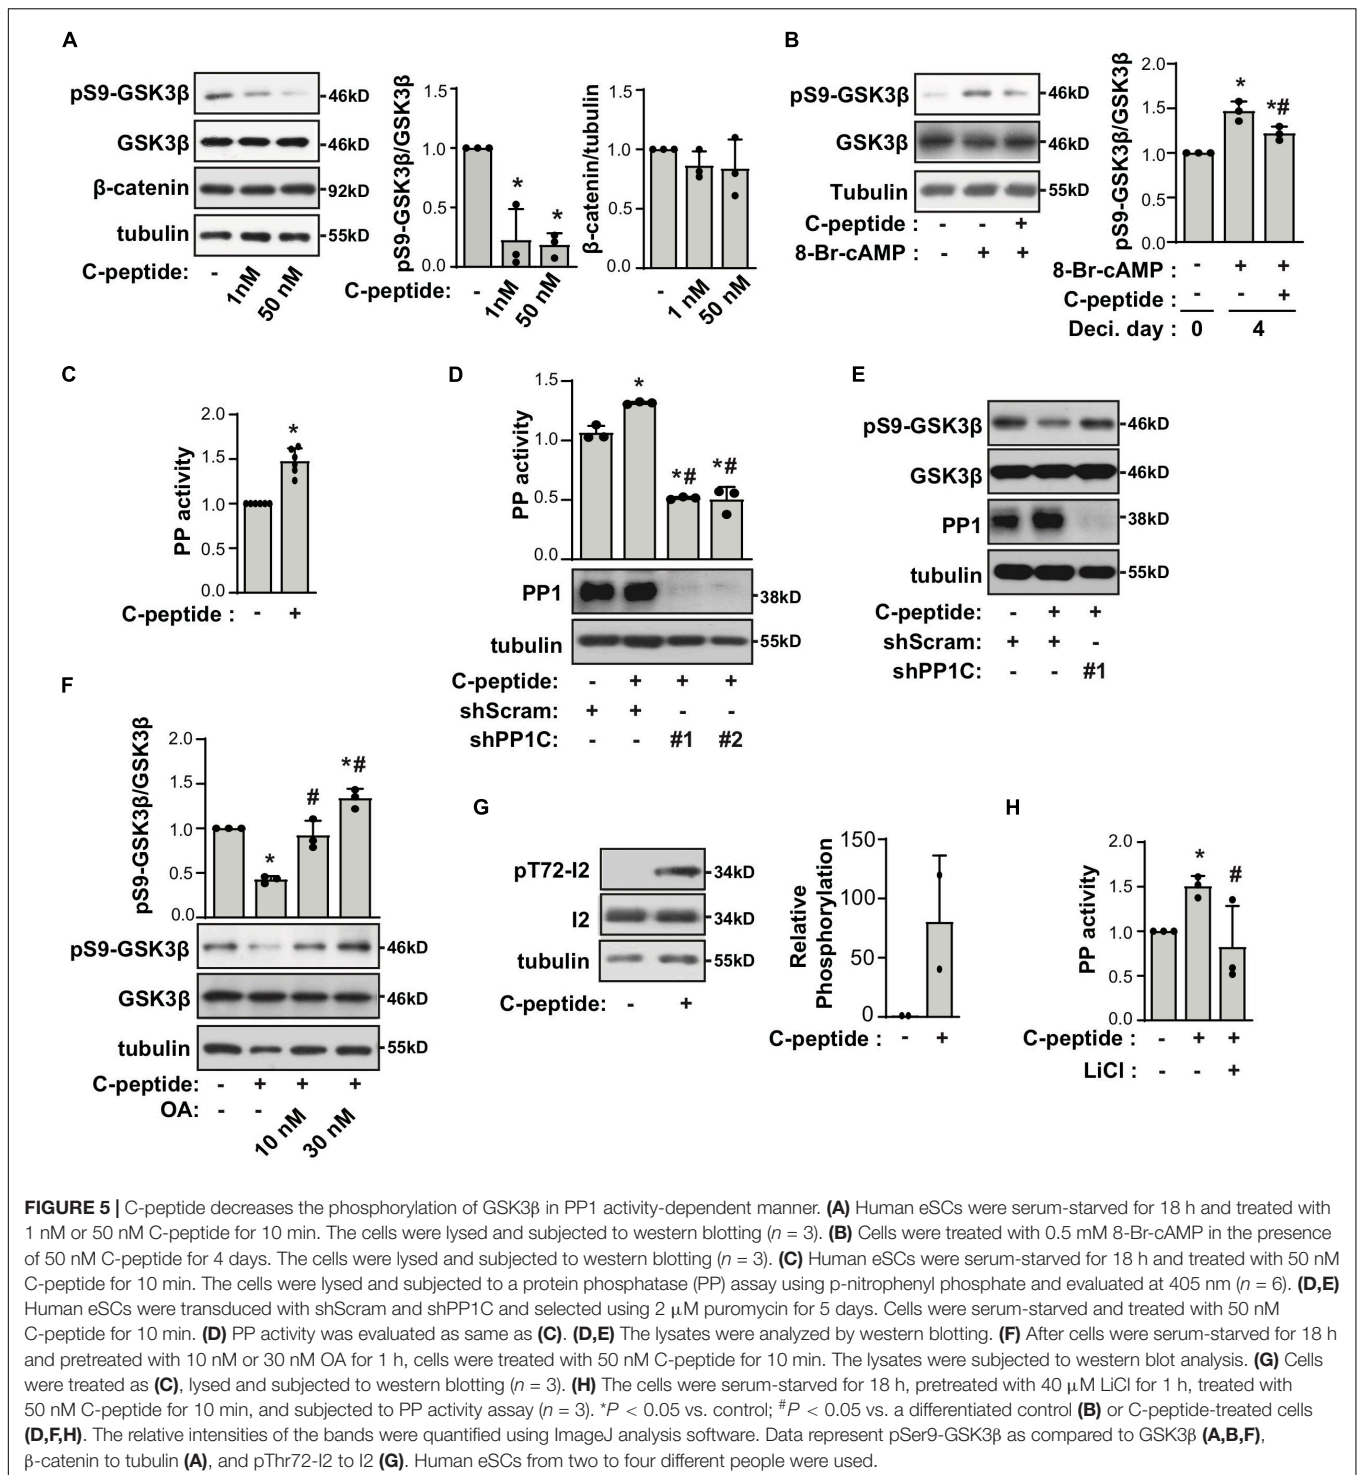 A
pS9-GSK3β
-46kD
GSK3β
-46kD
β-catenin
-92kD
tubulin
-55kD
C-peptide: - 1nM 50 nM
pS9-GSK3β/GSK3β
1.5
1.0
0.5
0.0
* *
C-peptide: - 1nM 50 nM
β-catenin/tubulin
1.5
1.0
0.5
0.0
- 1 nM 50 nM
B
pS9-GSK3β
-46kD
GSK3β
-46kD
Tubulin
-55kD
C-peptide : - - +
8-Br-cAMP : - + +
pS9-GSK3β/GSK3β
2.0
1.5
1.0
0.5
0.0
* *#
8-Br-cAMP : - + +
C-peptide : - - +
Deci. day : 0 4
C
PP activity
2.0
1.5
1.0
0.5
0.0
*
C-peptide : - +
D
PP activity
1.5
1.0
0.5
0.0
* *# *#
PP1
-38kD
tubulin
-55kD
C-peptide: - + + +
shScram: + + - -
shPP1C: - - #1 #2
E
pS9-GSK3β
-46kD
GSK3β
-46kD
PP1
-38kD
tubulin
-55kD
C-peptide: - + +
shScram: + + -
shPP1C: - - #1
F
pS9-GSK3β/GSK3β
2.0
1.5
1.0
0.5
0.0
* # *#
pS9-GSK3β
-46kD
GSK3β
-46kD
tubulin
-55kD
C-peptide: - + + +
OA: - - 10 nM 30 nM
G
pT72-I2
-34kD
I2
-34kD
tubulin
-55kD
C-peptide: - +
Relative
Phosphorylation
150
100
50
0
C-peptide : - +
H
PP activity
2.0
1.5
1.0
0.5
0.0
* #
C-peptide : - + +
LiCl : - - +
FIGURE 5 | C-peptide decreases the phosphorylation of GSK3β in PP1 activity-dependent manner. (A) Human eSCs were serum-starved for 18 h and treated with
1 nM or 50 nM C-peptide for 10 min. The cells were lysed and subjected to western blotting (n = 3). (B) Cells were treated with 0.5 mM 8-Br-cAMP in the presence
of 50 nM C-peptide for 4 days. The cells were lysed and subjected to western blotting (n = 3). (C) Human eSCs were serum-starved for 18 h and treated with 50 nM
C-peptide for 10 min. The cells were lysed and subjected to a protein phosphatase (PP) assay using p-nitrophenyl phosphate and evaluated at 405 nm (n = 6). (D,E)
Human eSCs were transduced with shScram and shPP1C and selected using 2 μM puromycin for 5 days. Cells were serum-starved and treated with 50 nM
C-peptide for 10 min. (D) PP activity was evaluated as same as (C). (D,E) The lysates were analyzed by western blotting. (F) After cells were serum-starved for 18 h
and pretreated with 10 nM or 30 nM OA for 1 h, cells were treated with 50 nM C-peptide for 10 min. The lysates were subjected to western blot analysis. (G) Cells
were treated as (C), lysed and subjected to western blotting (n = 3). (H) The cells were serum-starved for 18 h, pretreated with 40 μM LiCl for 1 h, treated with
50 nM C-peptide for 10 min, and subjected to PP activity assay (n = 3). *P < 0.05 vs. control; #P < 0.05 vs. a differentiated control (B) or C-peptide-treated cells
(D,F,H). The relative intensities of the bands were quantified using ImageJ analysis software. Data represent pSer9-GSK3β as compared to GSK3β (A,B,F),
β-catenin to tubulin (A), and pThr72-I2 to I2 (G). Human eSCs from two to four different people were used.